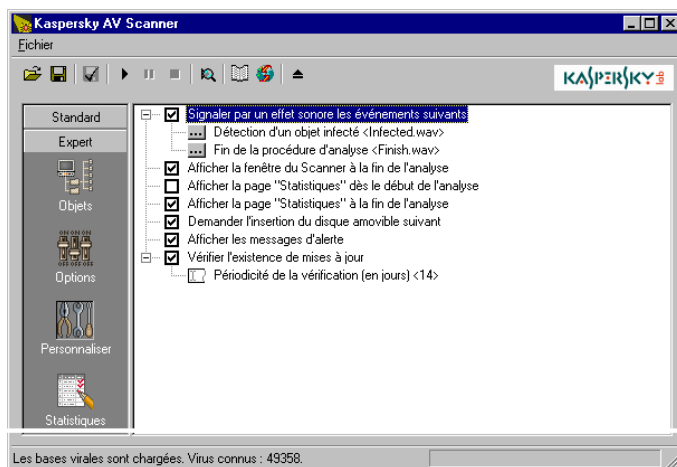 Kaspersky AV Scanner
Fichier
KASPERSKY lab
Standard
Expert
Objets
Options
Personnaliser
Statistiques
Signaler par un effet sonore les événements suivants
Détection d'un objet infecté <Infected.wav>
Fin de la procédure d'analyse <Finish.wav>
Afficher la fenêtre du Scanner à la fin de l'analyse
Afficher la page "Statistiques" dès le début de l'analyse
Afficher la page "Statistiques" à la fin de l'analyse
Demander l'insertion du disque amovible suivant
Afficher les messages d'alerte
Vérifier l'existence de mises à jour
Périodicité de la vérification (en jours) <14>
Les bases virales sont chargées. Virus connus : 49358.